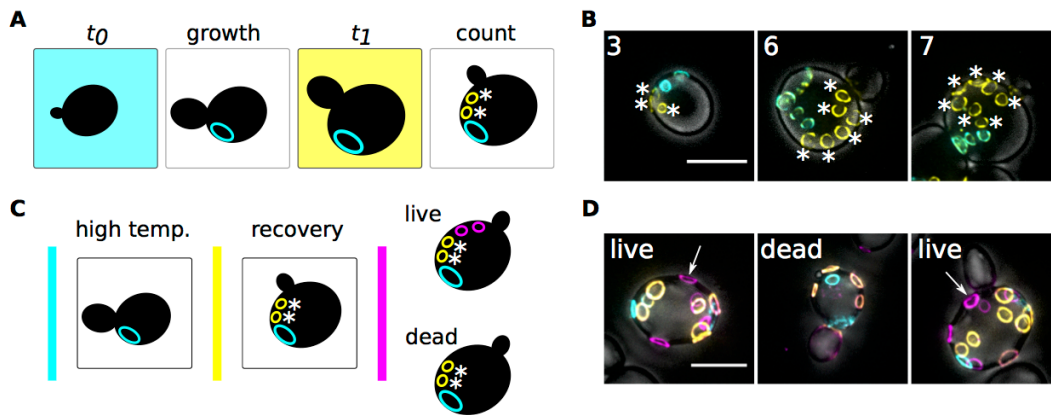 A
t0 growth t1 count
B
3 6 7
* * *
* * * * * *
* * * * * * *
* *
C
high temp. recovery
live
* *
* *
dead
* *
D
live dead live